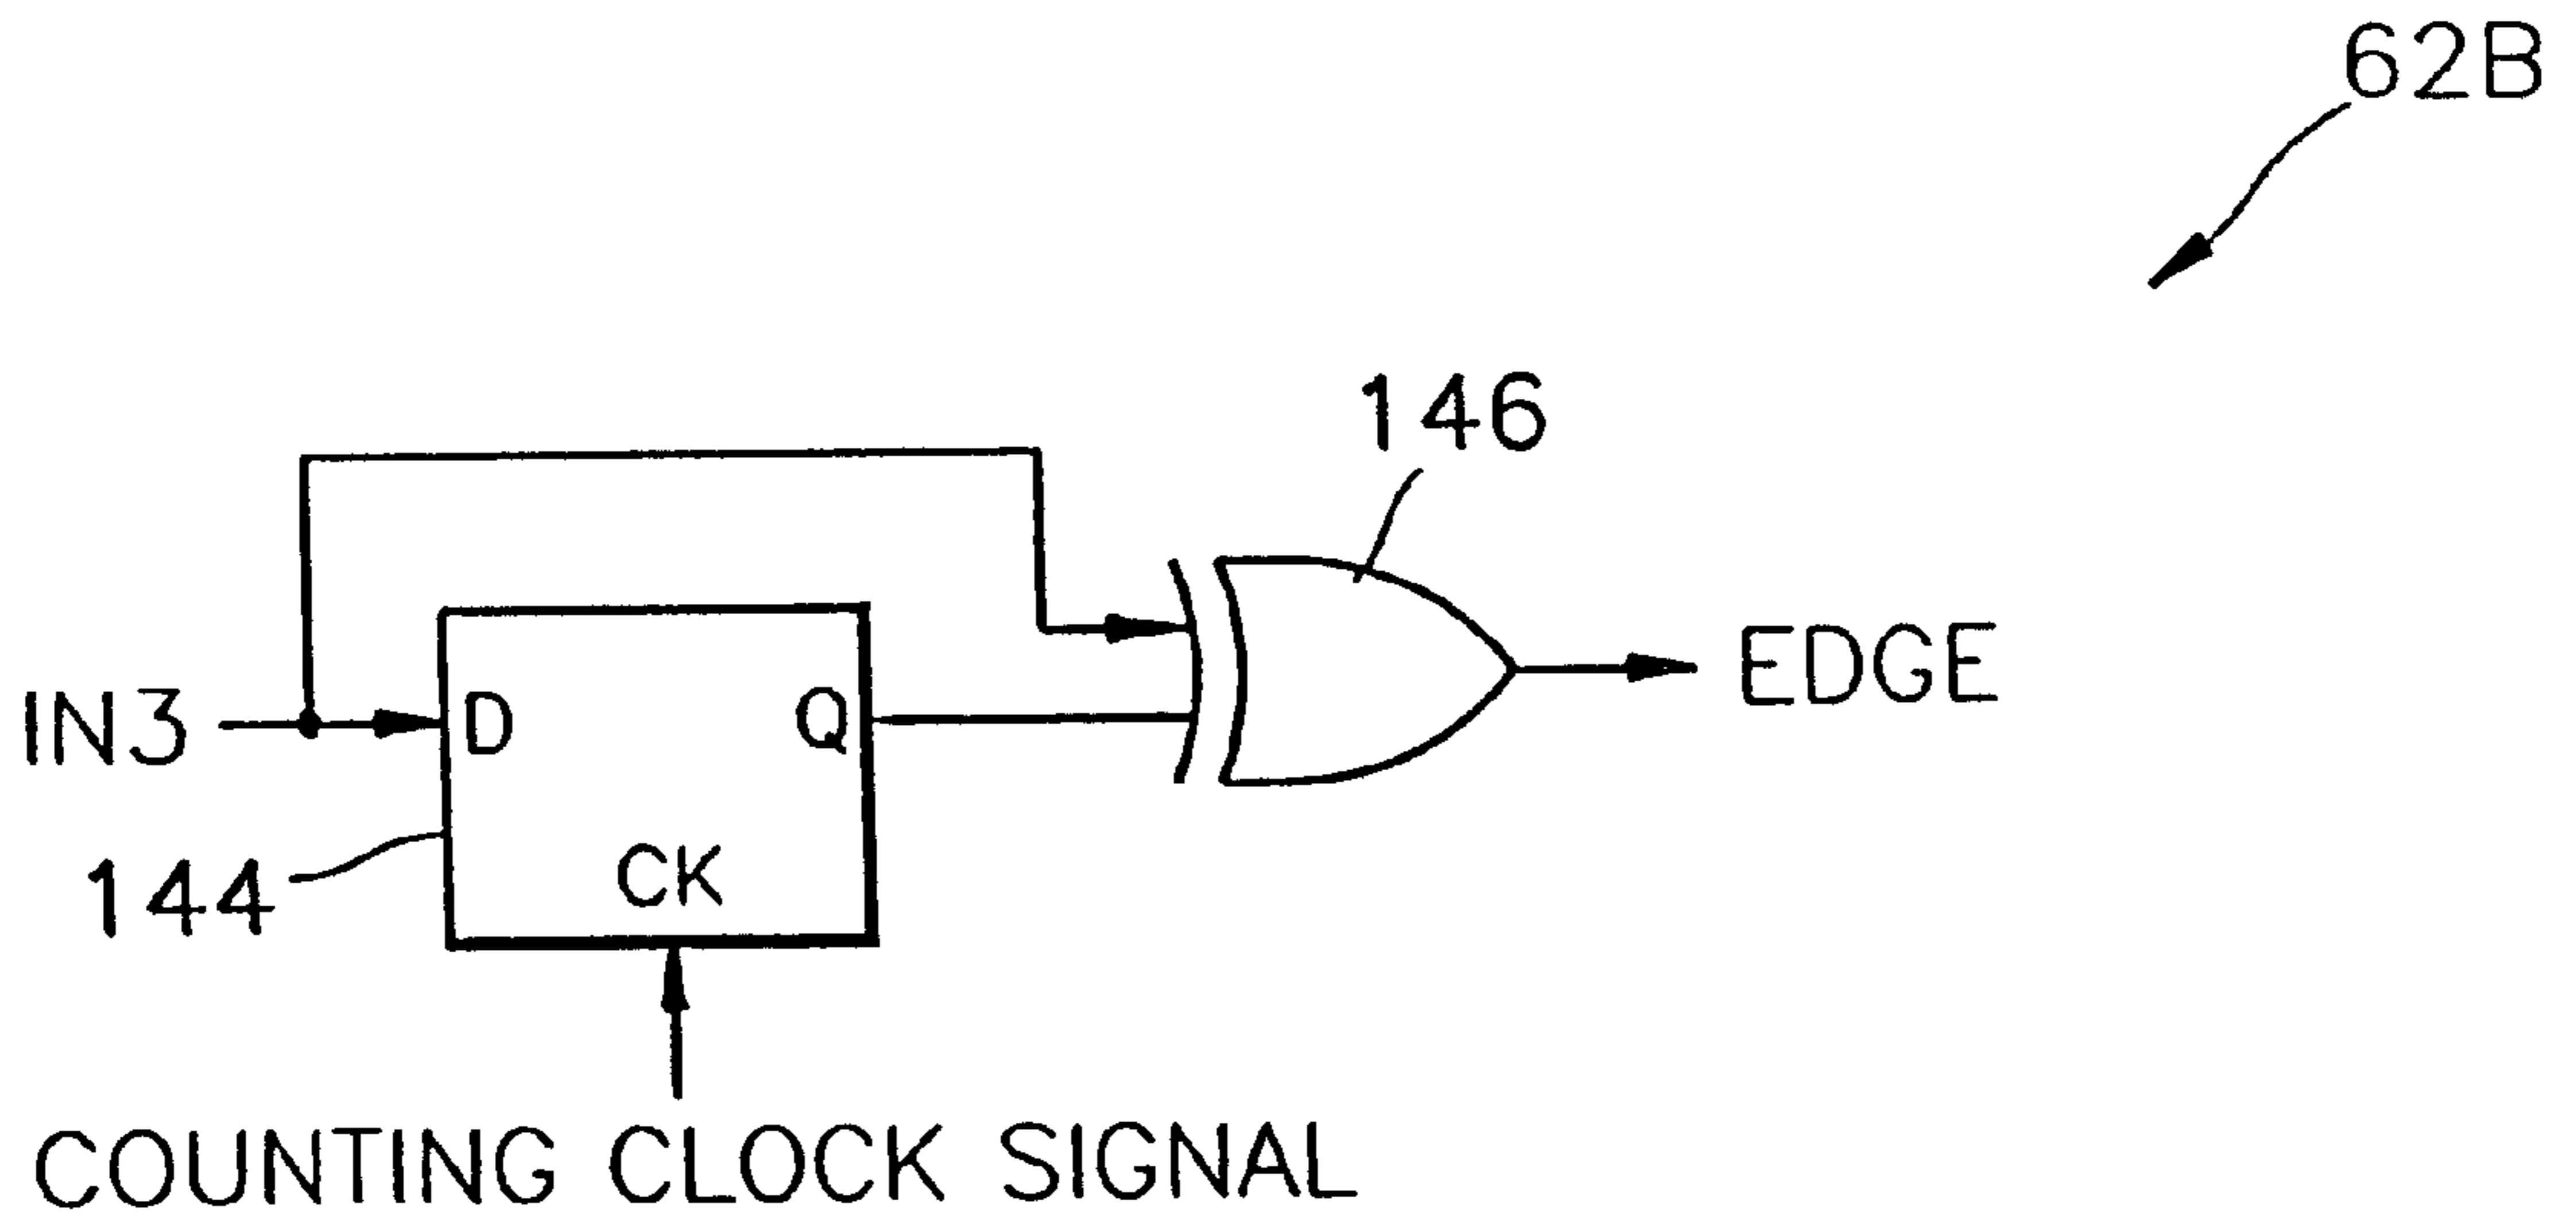 62B
146
EDGE
IN3
D
Q
CK
144
COUNTING CLOCK SIGNAL